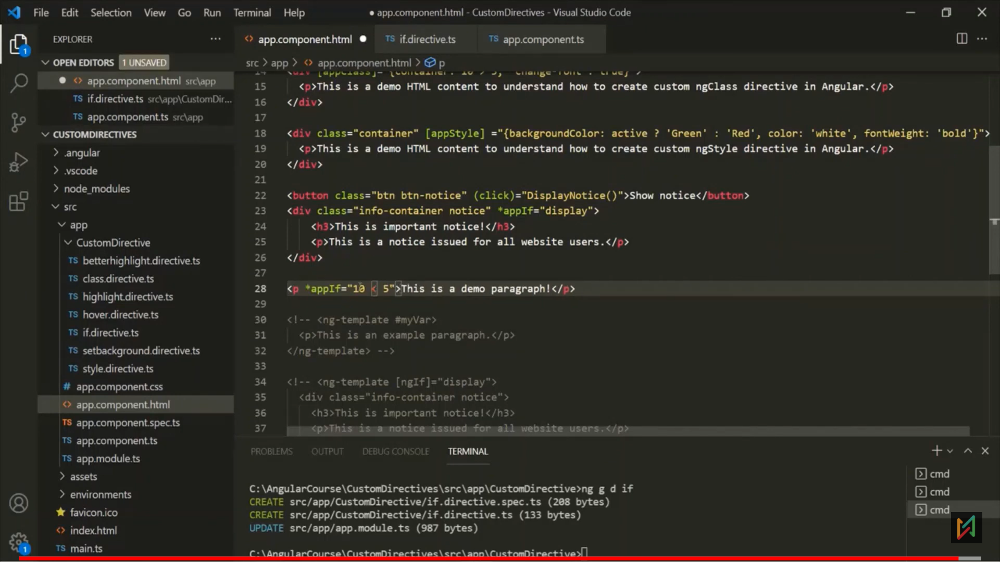 File Edit Selection View Go Run Terminal Help
● app.component.html - CustomDirectives - Visual Studio Code
EXPLORER ...
<> app.component.html ●
TS if.directive.ts
TS app.component.ts
OPEN EDITORS 1 UNSAVED
● <> app.component.html src\app
TS if.directive.ts src\app\CustomDir...
TS app.component.ts src\app
CUSTOMDIRECTIVES
.angular
.vscode
node_modules
src
app
CustomDirective
TS betterhighlight.directive.ts
TS class.directive.ts
TS highlight.directive.ts
TS hover.directive.ts
TS if.directive.ts
TS setbackground.directive.ts
TS style.directive.ts
# app.component.css
<> app.component.html
TS app.component.spec.ts
TS app.component.ts
TS app.module.ts
assets
environments
favicon.ico
<> index.html
TS main.ts
1
1
src > app > <> app.component.html > p
14 <div [appClass]="{container: 10 > 5, 'change-font': true}">
15 <p>This is a demo HTML content to understand how to create custom ngClass directive in Angular.</p>
16 </div>
17
18 <div class="container" [appStyle] ="{backgroundColor: active ? 'Green' : 'Red', color: 'white', fontWeight: 'bold'}">
19 <p>This is a demo HTML content to understand how to create custom ngStyle directive in Angular.</p>
20 </div>
21
22 <button class="btn btn-notice" (click)="DisplayNotice()">Show notice</button>
23 <div class="info-container notice" *appIf="display">
24 <h3>This is important notice!</h3>
25 <p>This is a notice issued for all website users.</p>
26 </div>
27
28 <p *appIf="10 < 5">This is a demo paragraph!</p>
29
30 <!-- <ng-template #myVar>
31 <p>This is an example paragraph.</p>
32 </ng-template> -->
33
34 <!-- <ng-template [ngIf]="display">
35 <div class="info-container notice">
36 <h3>This is important notice!</h3>
37 <p>This is a notice issued for all website users.</p>
PROBLEMS OUTPUT DEBUG CONSOLE TERMINAL
C:\AngularCourse\CustomDirectives\src\app\CustomDirective>ng g d if
CREATE src/app/CustomDirective/if.directive.spec.ts (208 bytes)
CREATE src/app/CustomDirective/if.directive.ts (133 bytes)
UPDATE src/app/app.module.ts (987 bytes)
C:\AngularCourse\CustomDirectives\src\app\CustomDirective>
cmd
cmd
cmd